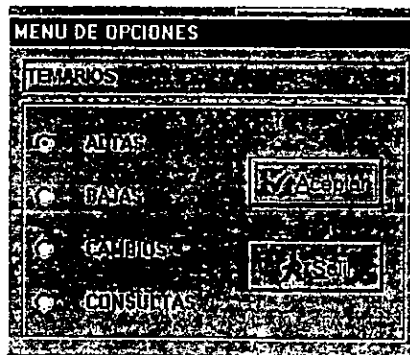 MENU DE OPCIONES
TEMARIOS
ALTAS
Aceptar
BAJAS
CAMBIOS
Salir
CONSULTAS